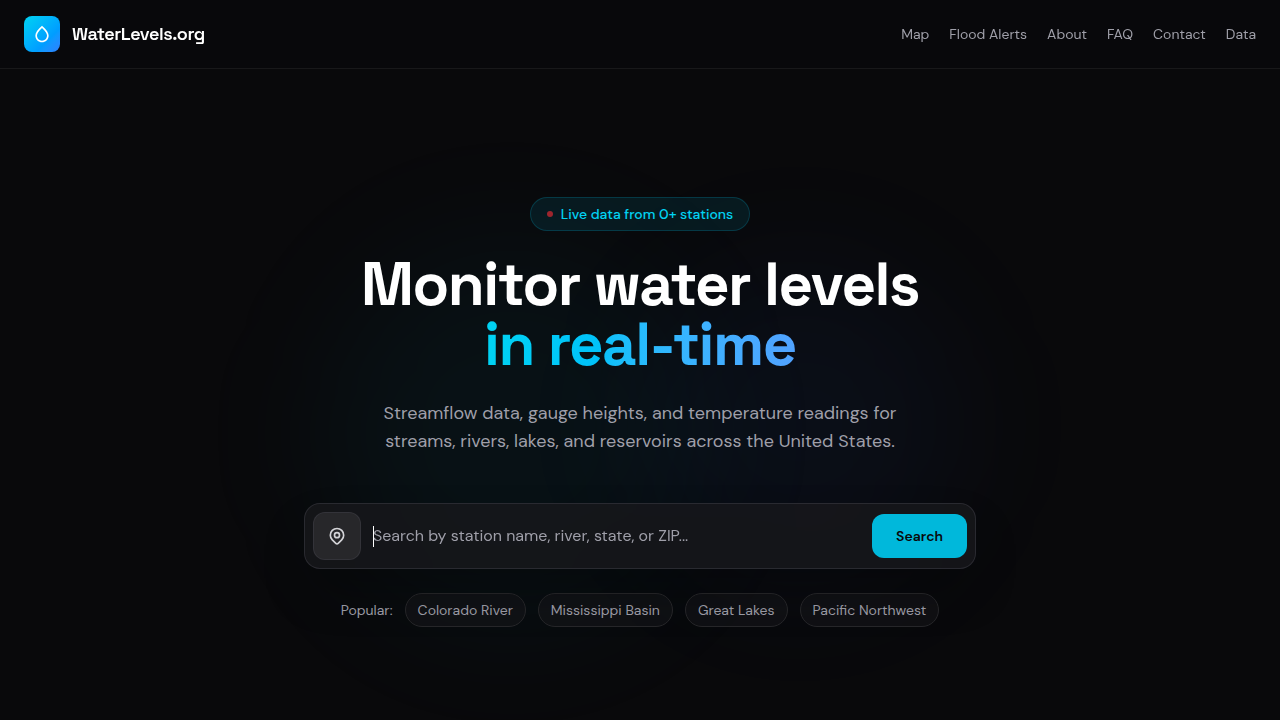 WaterLevels.org
Map
Flood Alerts
About
FAQ
Contact
Data
Live data from 0+ stations
Monitor water levels
in real-time
Streamflow data, gauge heights, and temperature readings for
streams, rivers, lakes, and reservoirs across the United States.
Search by station name, river, state, or ZIP...
Search
Popular:
Colorado River
Mississippi Basin
Great Lakes
Pacific Northwest